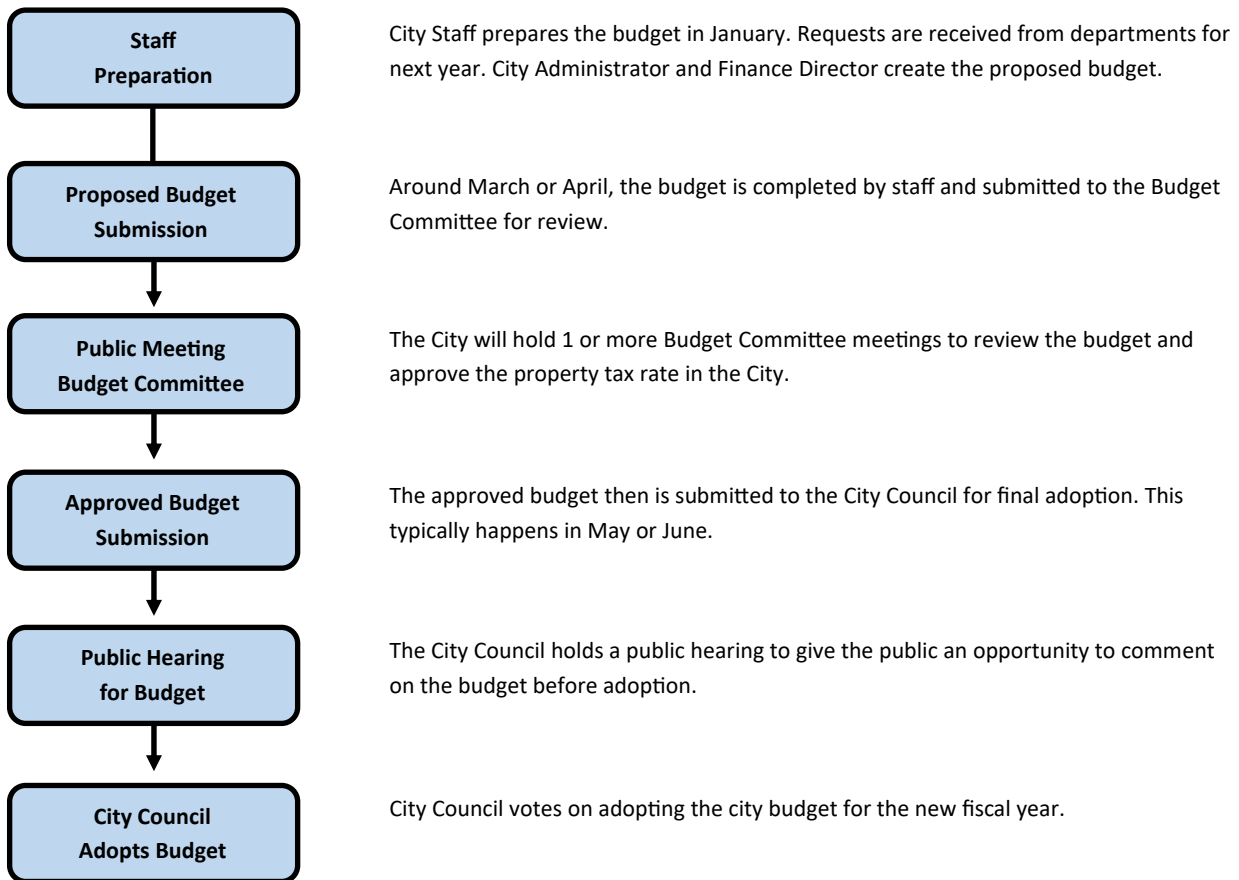 Staff
Preparation
City Staff prepares the budget in January. Requests are received from departments for
next year. City Administrator and Finance Director create the proposed budget.
Proposed Budget
Submission
Around March or April, the budget is completed by staff and submitted to the Budget
Committee for review.
Public Meeting
Budget Committee
The City will hold 1 or more Budget Committee meetings to review the budget and
approve the property tax rate in the City.
Approved Budget
Submission
The approved budget then is submitted to the City Council for final adoption. This
typically happens in May or June.
Public Hearing
for Budget
The City Council holds a public hearing to give the public an opportunity to comment
on the budget before adoption.
City Council
Adopts Budget
City Council votes on adopting the city budget for the new fiscal year.